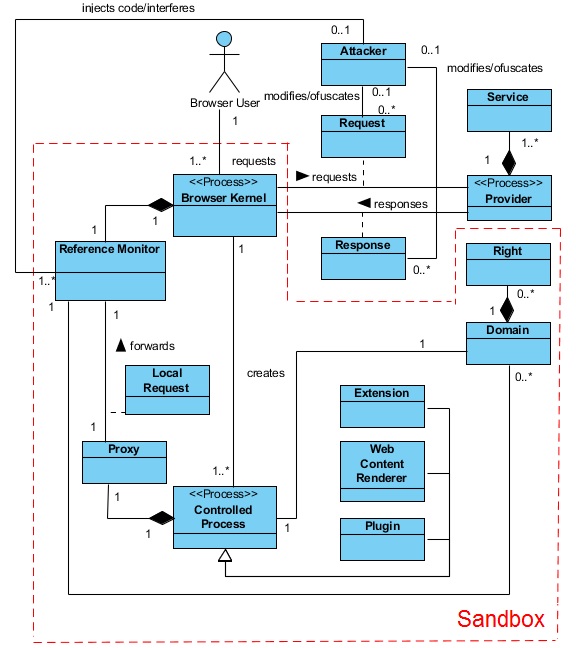 injects code/interferes
0..1
Attacker
0..1
modifies/ofuscates
modifies/ofuscates
0..1
Service
Browser User
0..*
1
Request
1..*
1..*
requests
1
<<Process>>
Browser Kernel
requests
<<Process>>
Provider
responses
1
1
Reference Monitor
1
Response
Right
1..*
0..*
0..*
1
1
1
Domain
forwards
1
Local
Request
creates
0..*
Extension
1
Proxy
Web
Content
Renderer
1..*
1
<<Process>>
Controlled
Process
1
1
Plugin
Sandbox